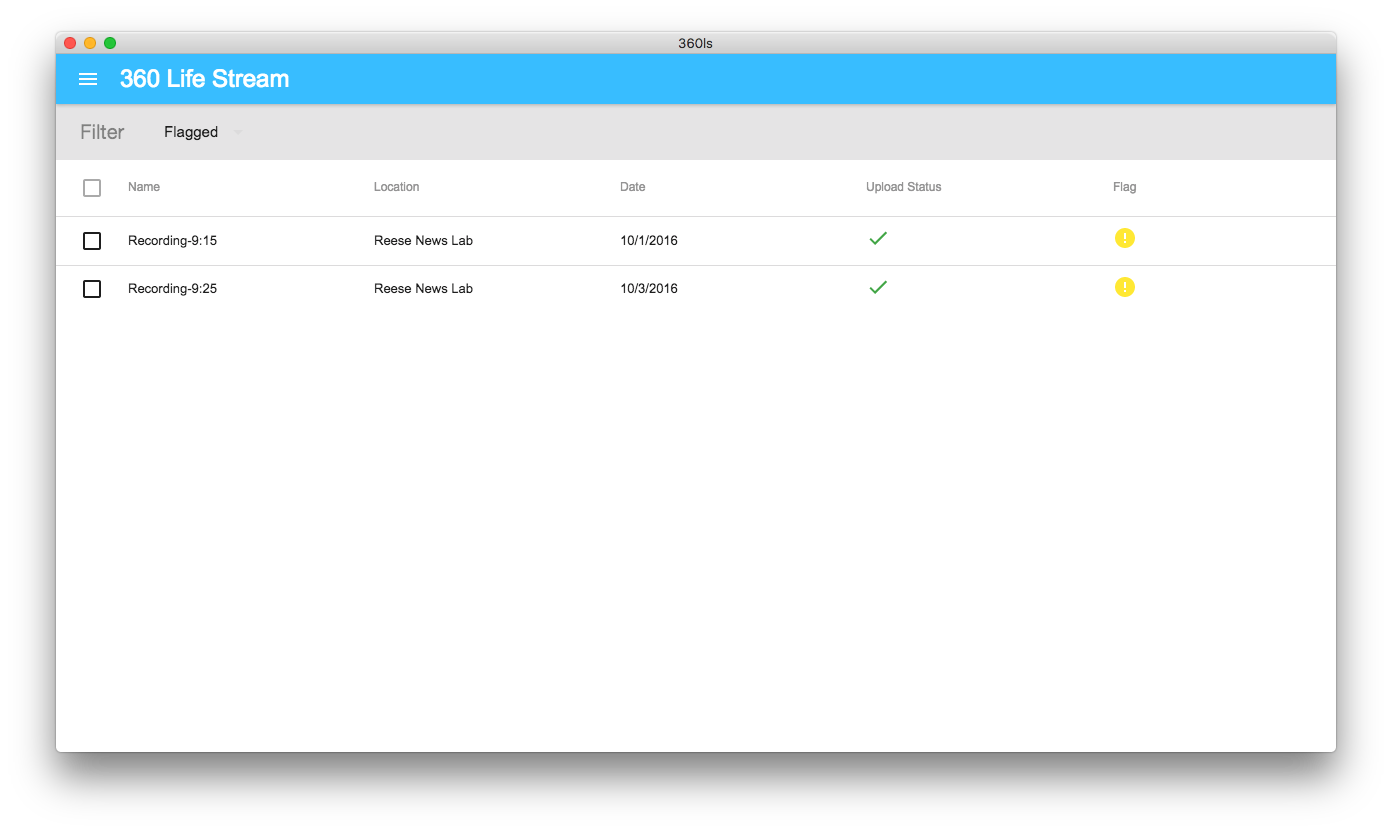 360ls
360 Life Stream
Filter Flagged
Name Location Date Upload Status Flag
Recording-9:15 Reese News Lab 10/1/2016
Recording-9:25 Reese News Lab 10/3/2016